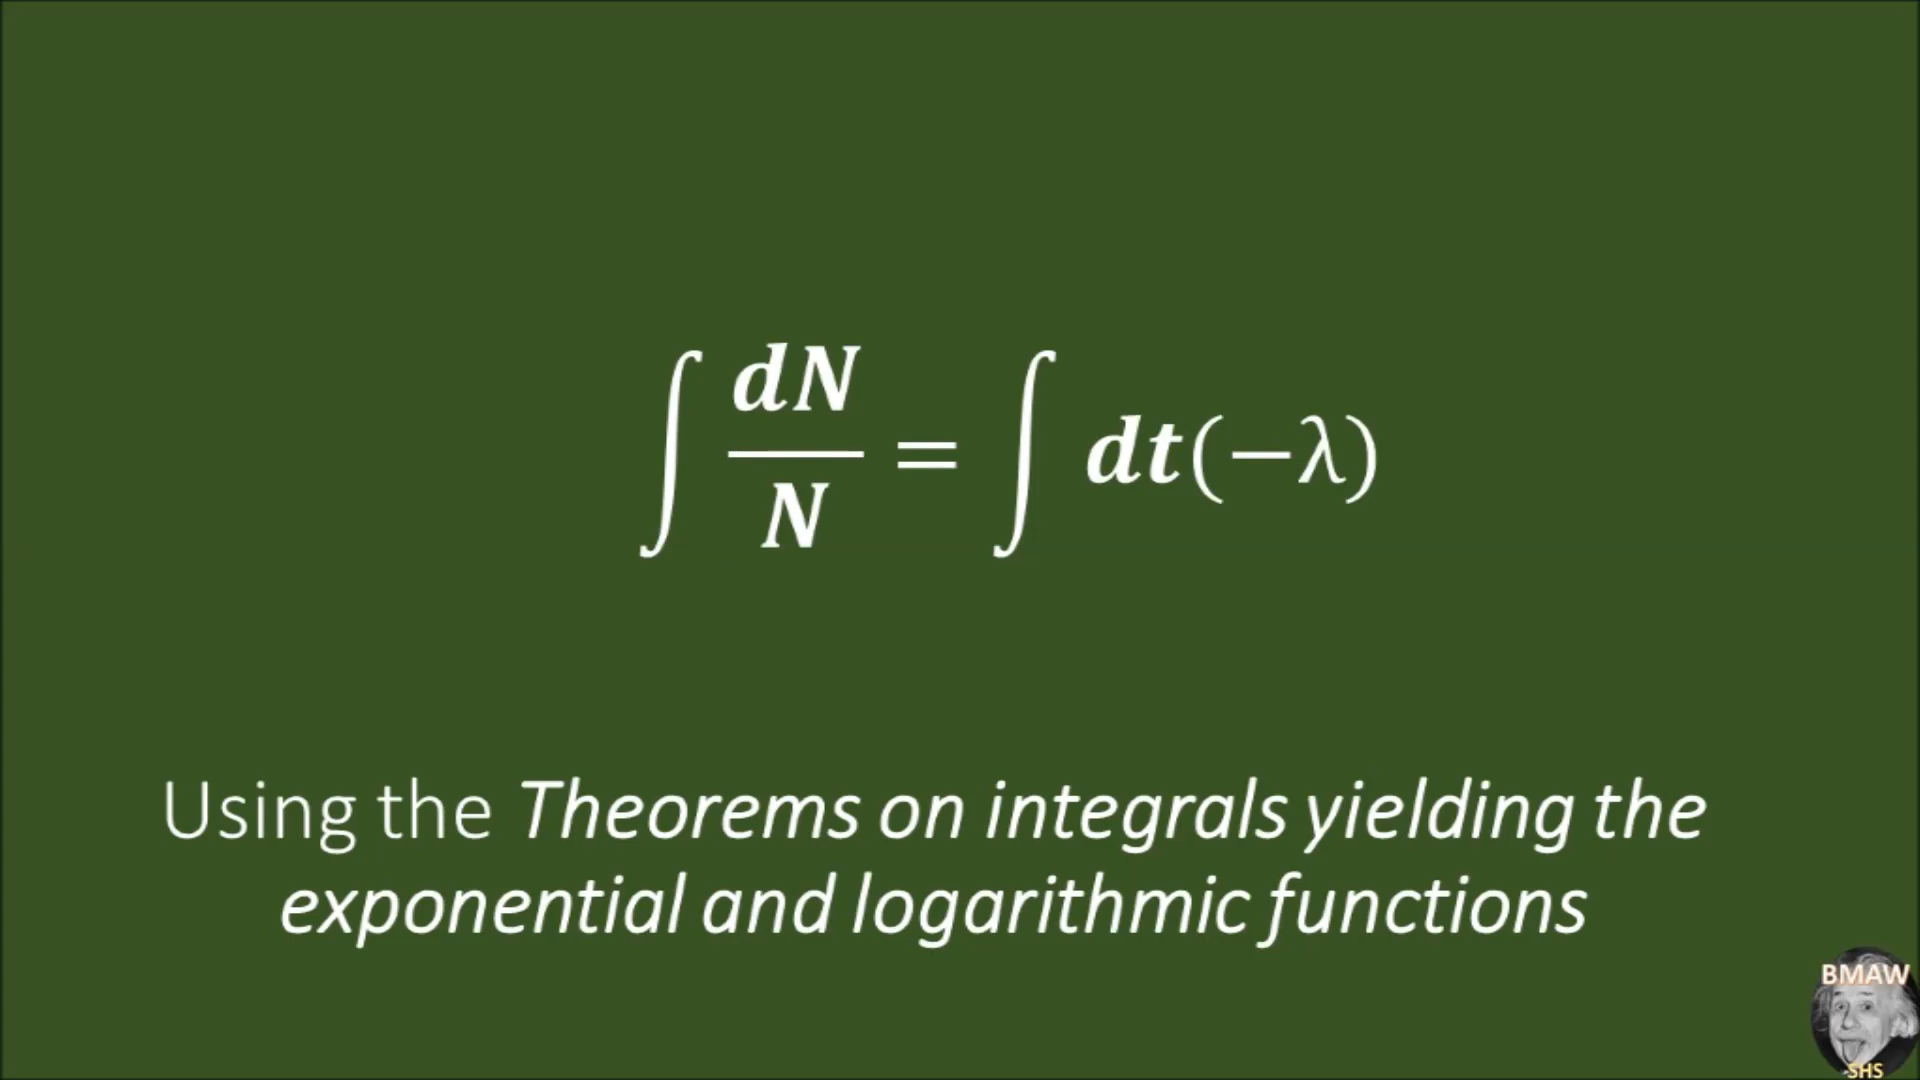 ∫ dN/N = ∫ dt(−λ)
Using the Theorems on integrals yielding the
exponential and logarithmic functions
BMAW
SHS